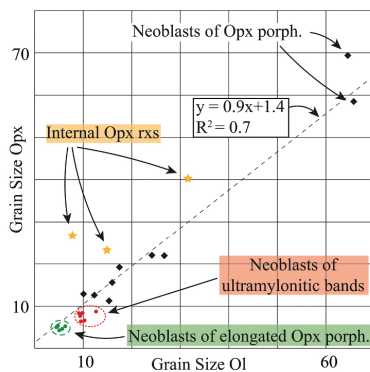 Neoblasts of Opx porph.
70
y = 0.9x+1.4
R² = 0.7
Internal Opx rxs
Grain Size Opx
Neoblasts of
ultramylonitic bands
10
Neoblasts of elongated Opx porph.
10
60
Grain Size Ol